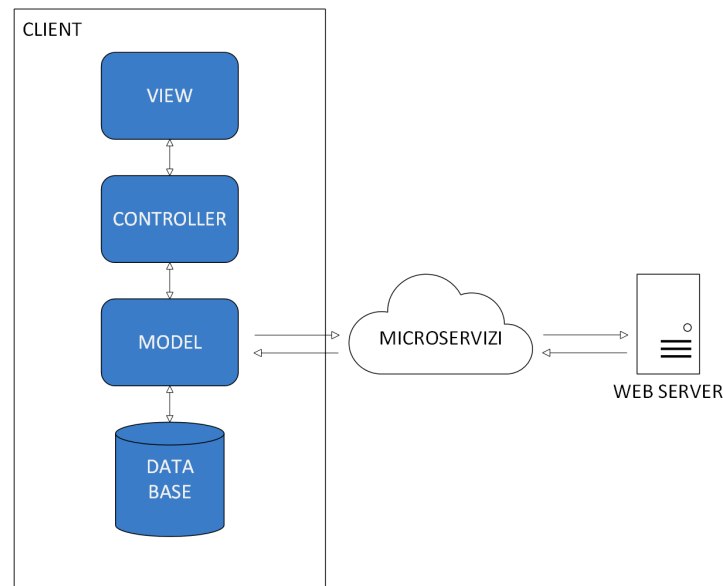 CLIENT
VIEW
CONTROLLER
MODEL
MICROSERVIZI
WEB SERVER
DATA
BASE